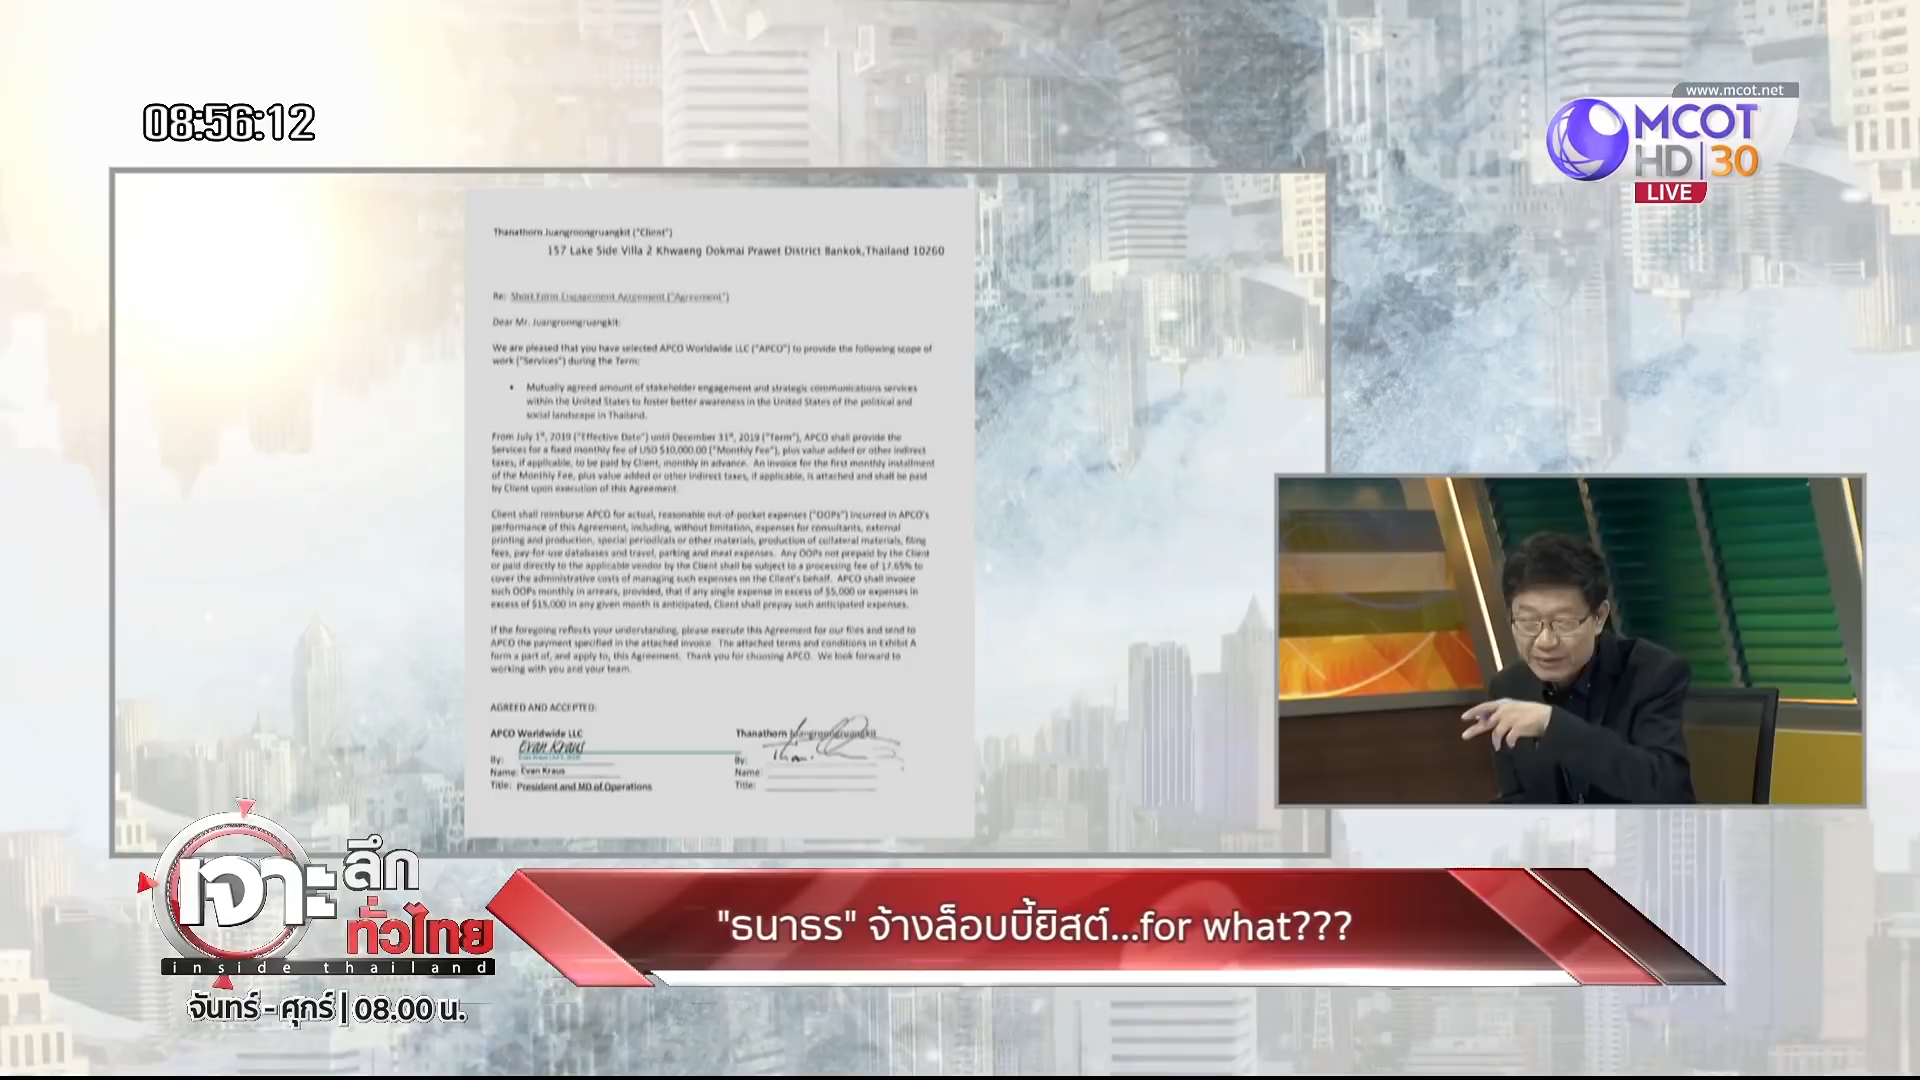 www.mcot.net
08:56:12
MCOT
HD|30
LIVE
Thanathorn Juangroongruangkit ("Client")
157 Lake Side Villa 2 Khwaeng Dokmai Prawet District Bankok,Thailand 10260
Re: Short Form Engagement Agreement ("Agreement")
Dear Mr. Juangroongruangkit:
We are pleased that you have selected APCO Worldwide LLC ("APCO") to provide the following scope of
work ("Services") during the Term:
• Mutually agreed amount of stakeholder engagement and strategic communications services
within the United States to foster better awareness in the United States of the political and
social landscape in Thailand.
From July 1st, 2019 ("Effective Date") until December 31st, 2019 ("Term"), APCO shall provide the
Services for a fixed monthly fee of USD $10,000.00 ("Monthly Fee"), plus value added or other indirect
taxes, if applicable, to be paid by Client, monthly in advance. An invoice for the first monthly installment
of the Monthly Fee, plus value added or other indirect taxes, if applicable, is attached and shall be paid
by Client upon execution of this Agreement.
Client shall reimburse APCO for actual, reasonable out-of-pocket expenses ("OOPs") incurred in APCO's
performance of this Agreement, including, without limitation, expenses for consultants, external
printing and production, special periodicals or other materials, production of collateral materials, filing
fees, pay-for-use databases and travel, parking and meal expenses. Any OOPs not prepaid by the Client
or paid directly to the applicable vendor by the Client shall be subject to a processing fee of 17.65% to
cover the administrative costs of managing such expenses on the Client's behalf. APCO shall invoice
such OOPs monthly in arrears, provided, that if any single expense in excess of $5,000 or expenses in
excess of $15,000 in any given month is anticipated, Client shall prepay such anticipated expenses.
If the foregoing reflects your understanding, please execute this Agreement for our files and send to
APCO the payment specified in the attached invoice. The attached terms and conditions in Exhibit A
form a part of, and apply to, this Agreement. Thank you for choosing APCO. We look forward to
working with you and your team.
AGREED AND ACCEPTED:
APCO Worldwide LLC
Evan Kraus
By:
Name: Evan Kraus
Title: President and MD of Operations
Thanathorn Juangroongruangkit
By:
Name:
Title:
เจาะลึก
ทั่วไทย
inside thailand
จันทร์ - ศุกร์ | 08.00 น.
"ธนาธร" จ้างล็อบบี้ยิสต์...for what???